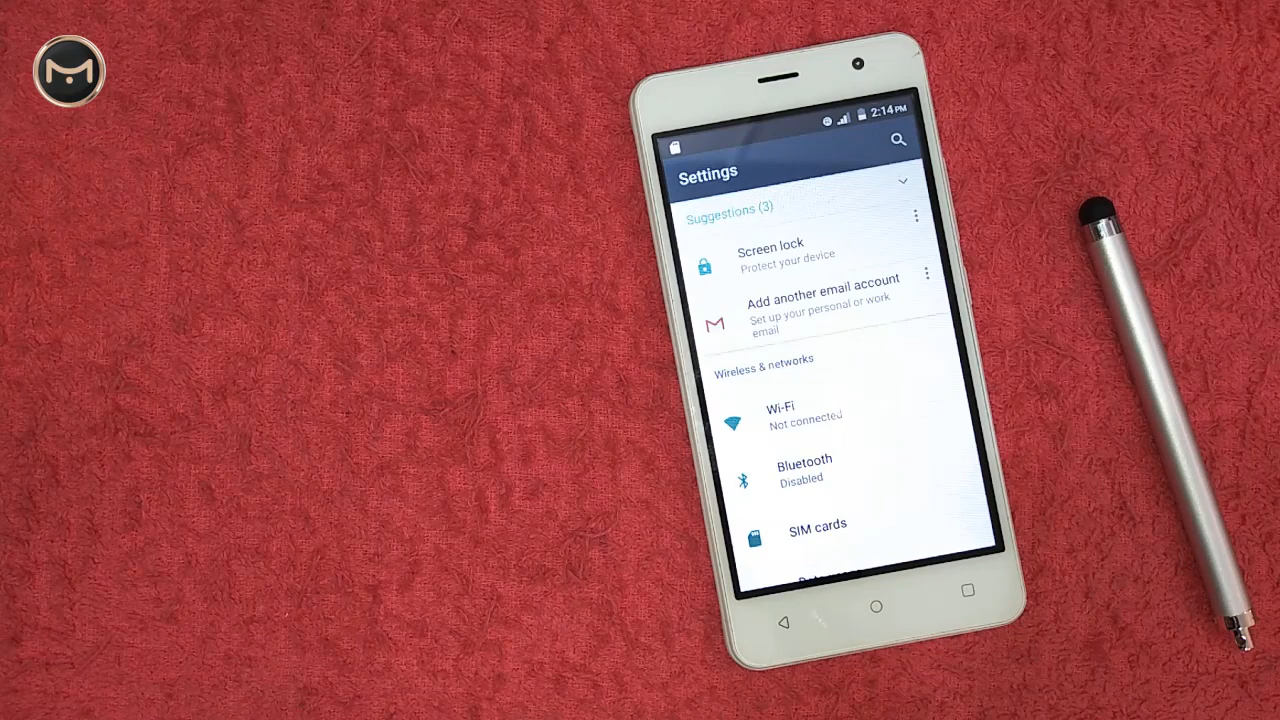 2:14 PM
Settings
Suggestions (3)
Screen lock
Protect your device
Add another email account
Set up your personal or work
email
Wireless & networks
Wi-Fi
Not connected
Bluetooth
Disabled
SIM cards